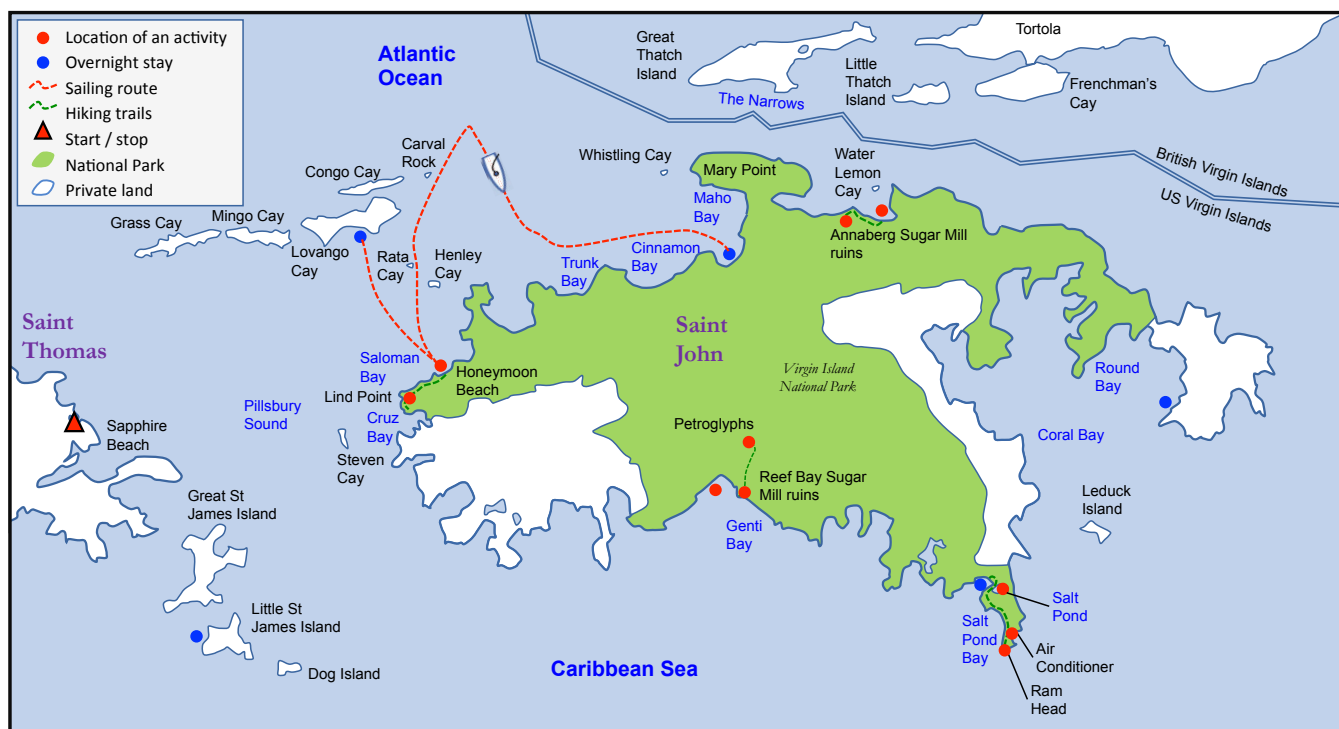 Location of an activity
Overnight stay
Sailing route
Hiking trails
Start / stop
National Park
Private land
Atlantic
Ocean
Great
Thatch
Island
Tortola
Little
Thatch
Island
Frenchman's
Cay
The Narrows
British Virgin Islands
US Virgin Islands
Carval
Rock
Congo Cay
Whistling Cay
Mary Point
Water
Lemon
Cay
Grass Cay
Mingo Cay
Lovango
Cay
Rata
Cay
Henley
Cay
Maho
Bay
Cinnamon
Bay
Trunk
Bay
Annaberg Sugar Mill
ruins
Saint
Thomas
Saint
John
Virgin Island
National Park
Saloman
Bay
Honeymoon
Beach
Lind Point
Cruz
Bay
Pillsbury
Sound
Sapphire
Beach
Steven
Cay
Round
Bay
Coral Bay
Petroglyphs
Reef Bay Sugar
Mill ruins
Genti
Bay
Leduck
Island
Great St
James Island
Little St
James Island
Dog Island
Salt
Pond
Salt
Pond
Bay
Air
Conditioner
Ram
Head
Caribbean Sea